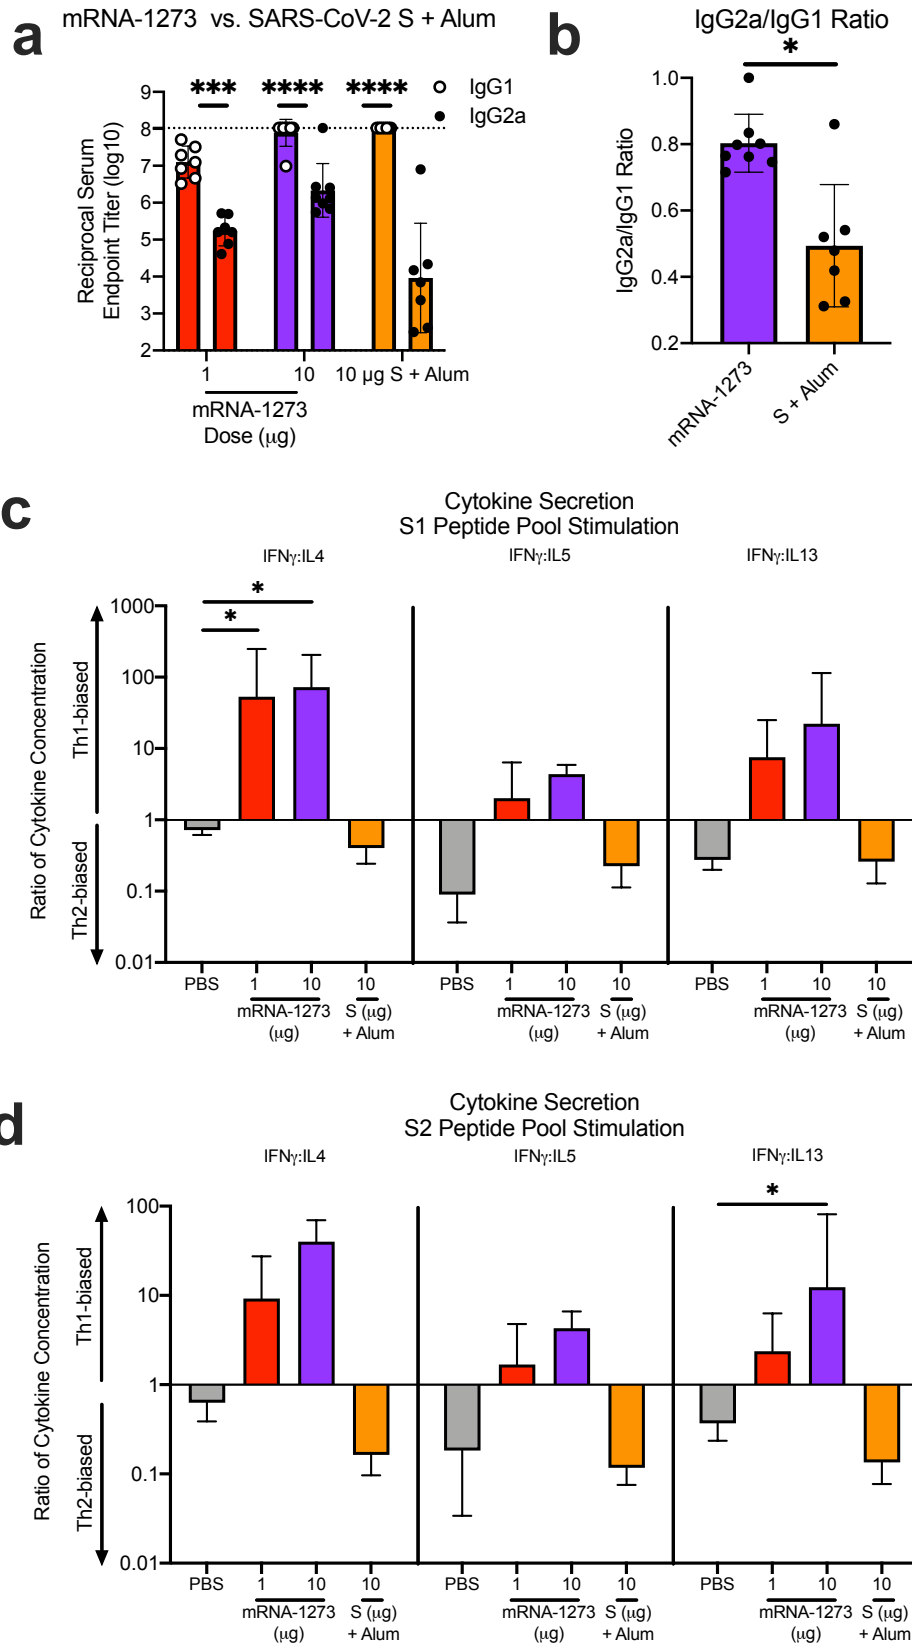 a
mRNA-1273 vs. SARS-CoV-2 S + Alum
*** **** ****
IgG1
IgG2a
Reciprocal Serum
Endpoint Titer (log10)
9
8
7
6
5
4
3
2
1 10 10 µg S + Alum
mRNA-1273
Dose (µg)
b
IgG2a/IgG1 Ratio
*
IgG2a/IgG1 Ratio
1.0
0.8
0.6
0.4
0.2
mRNA-1273
S + Alum
c
Cytokine Secretion
S1 Peptide Pool Stimulation
IFNγ:IL4 IFNγ:IL5 IFNγ:IL13
*
*
Ratio of Cytokine Concentration
Th1-biased
Th2-biased
1000
100
10
1
0.1
0.01
PBS 1 10 10 PBS 1 10 10 PBS 1 10 10
mRNA-1273 S (µg) mRNA-1273 S (µg) mRNA-1273 S (µg)
(µg) + Alum (µg) + Alum (µg) + Alum
d
Cytokine Secretion
S2 Peptide Pool Stimulation
IFNγ:IL4 IFNγ:IL5 IFNγ:IL13
*
Ratio of Cytokine Concentration
Th1-biased
Th2-biased
100
10
1
0.1
0.01
PBS 1 10 10 PBS 1 10 10 PBS 1 10 10
mRNA-1273 S (µg) mRNA-1273 S (µg) mRNA-1273 S (µg)
(µg) + Alum (µg) + Alum (µg) + Alum